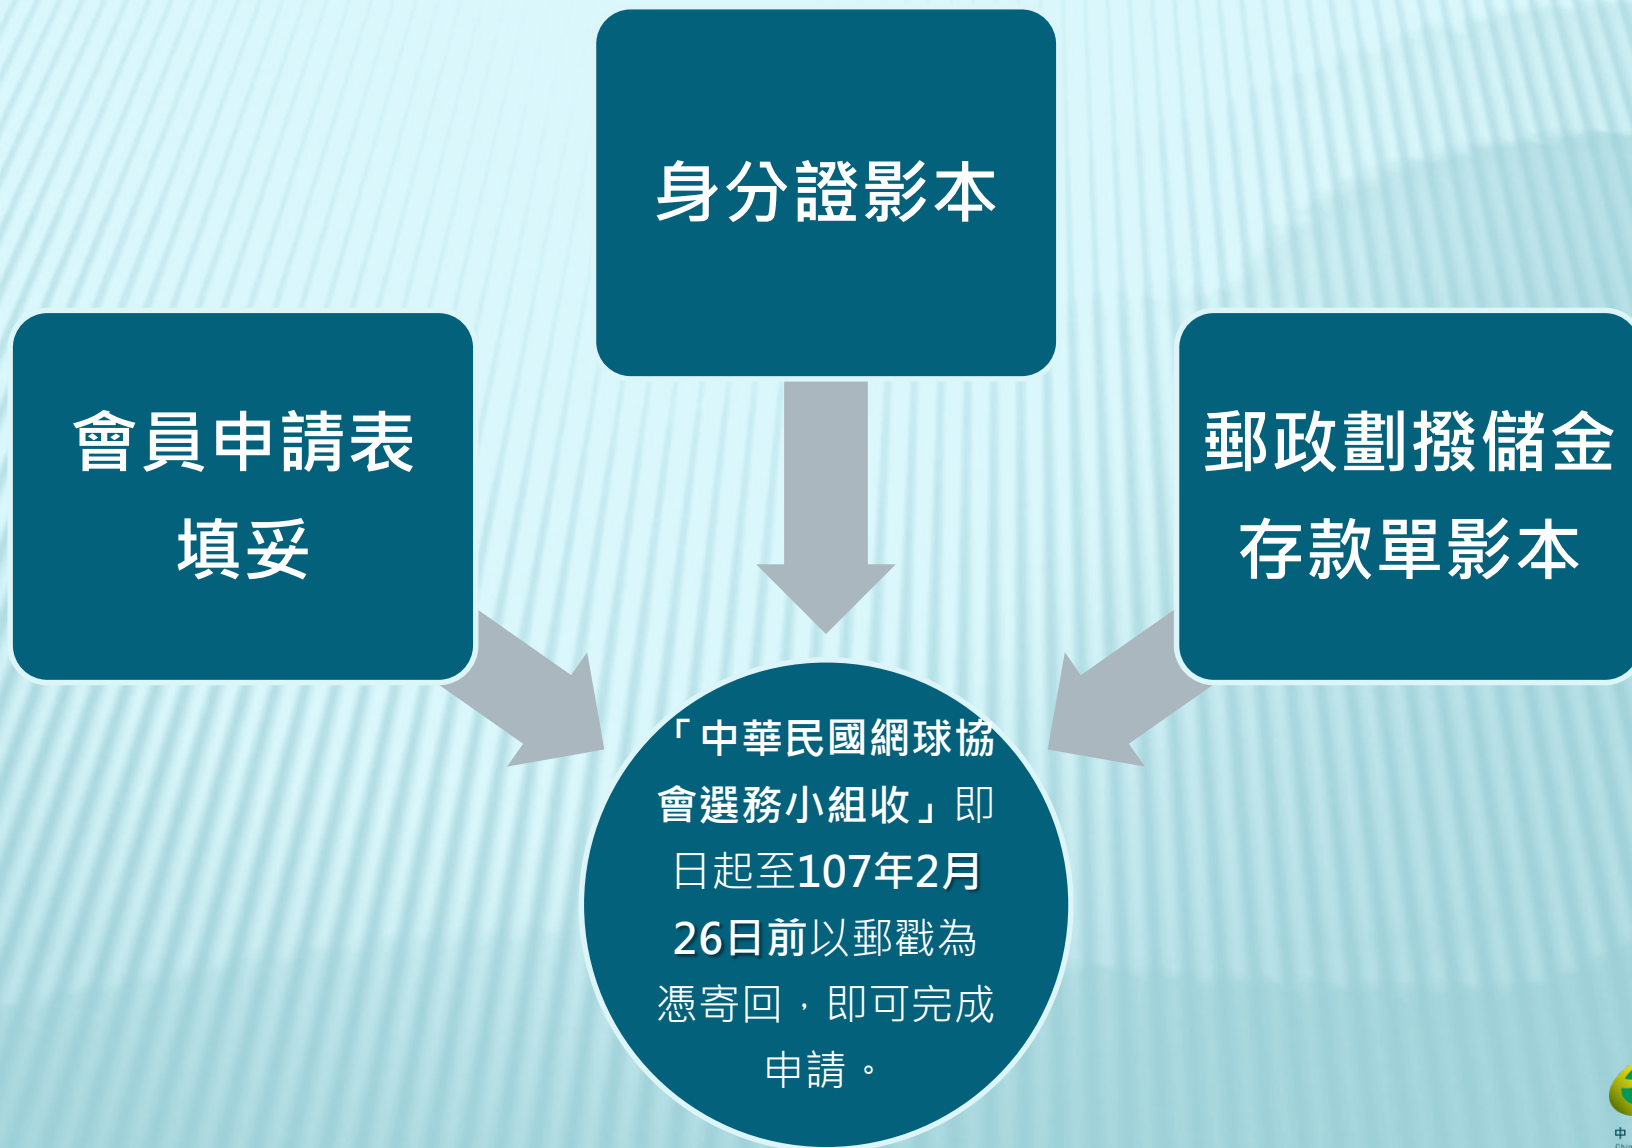 身分證影本
會員申請表
填妥
郵政劃撥儲金
存款單影本
「中華民國網球協
會選務小組收」即
日起至107年2月
26日前以郵戳為
憑寄回，即可完成
申請。
中